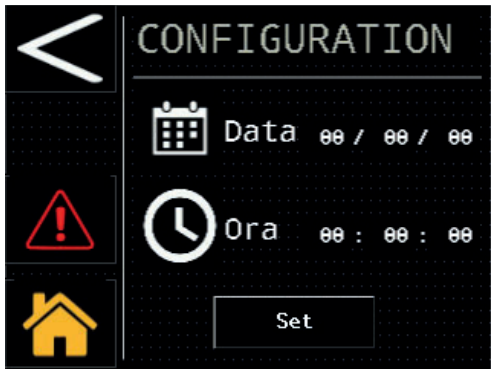 CONFIGURATION
Data 00 / 00 / 00
Ora 00 : 00 : 00
Set